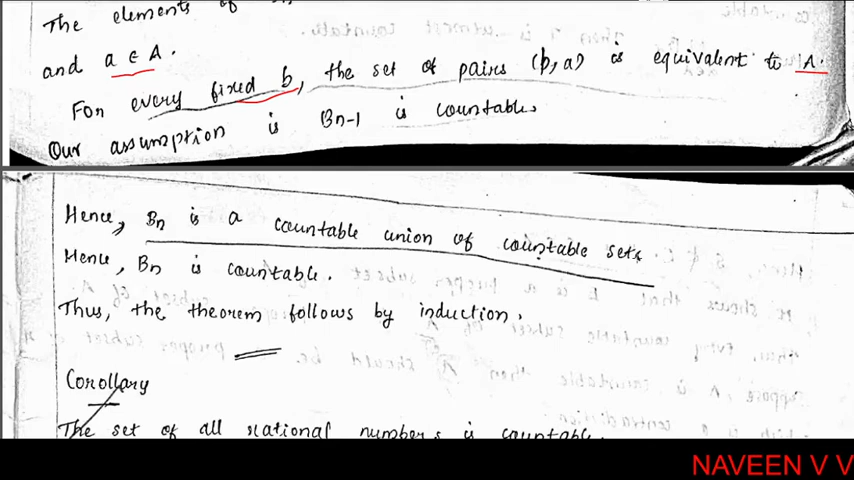 The elements of
and a ∈ A.
For every fixed b, the set of pairs (b, a) is equivalent to A.
Our assumption is Bn-1 is countable.
Hence, Bn is a countable union of countable sets.
Hence, Bn is countable.
Thus, the theorem follows by induction.
Corollary
The set of all rational numbers is countable.
NAVEEN V V